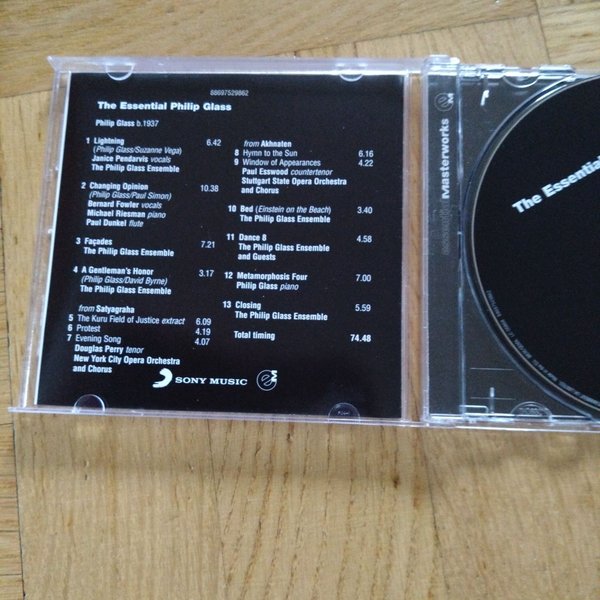 88697529862
The Essential Philip Glass
Philip Glass b.1937
1 Lightning 6.42
(Philip Glass/Suzanne Vega)
Janice Pendarvis vocals
The Philip Glass Ensemble
2 Changing Opinion 10.38
(Philip Glass/Paul Simon)
Bernard Fowler vocals
Michael Riesman piano
Paul Dunkel flute
3 Façades 7.21
The Philip Glass Ensemble
4 A Gentleman's Honor 3.17
(Philip Glass/David Byrne)
The Philip Glass Ensemble
from Satyagraha
5 The Kuru Field of Justice extract 6.09
6 Protest 4.19
7 Evening Song 4.07
Douglas Perry tenor
New York City Opera Orchestra
and Chorus
from Akhnaten
8 Hymn to the Sun 6.16
9 Window of Appearances 4.22
Paul Esswood countertenor
Stuttgart State Opera Orchestra
and Chorus
10 Bed (Einstein on the Beach) 3.40
The Philip Glass Ensemble
11 Dance 8 4.58
The Philip Glass Ensemble
and Guests
12 Metamorphosis Four 7.00
Philip Glass piano
13 Closing 5.59
The Philip Glass Ensemble
Total timing 74.48
SONY MUSIC
Masterworks
The Essential